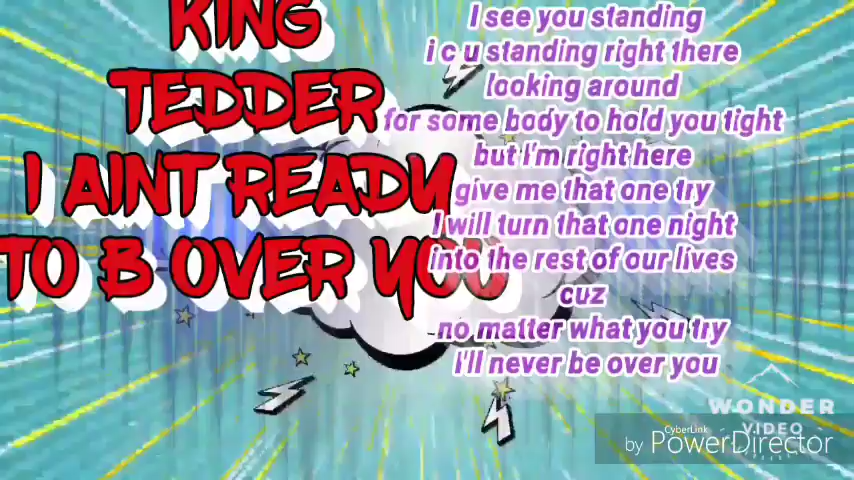 KING
TEDDER
I AINT READY
TO B OVER YOU
I see you standing
i c u standing right there
looking around
for some body to hold you tight
but I'm right here
give me that one try
I will turn that one night
into the rest of our lives
cuz
no matter what you try
I'll never be over you
WONDER
VIDEO
CyberLink
by PowerDirector